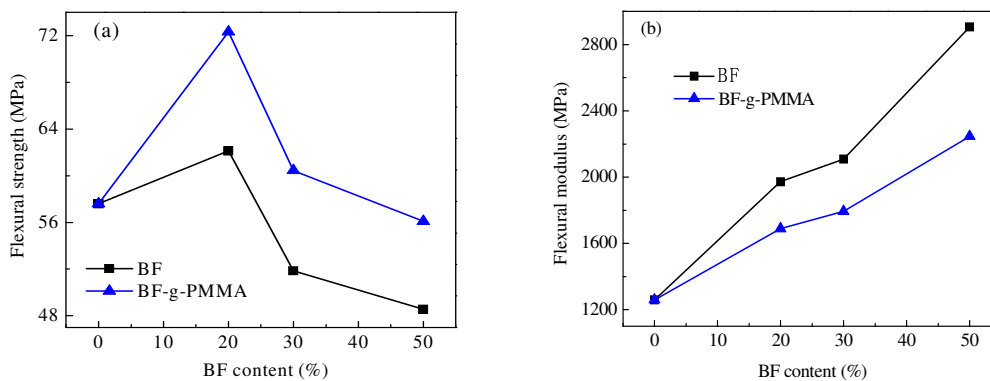 (a)
72
64
56
48
Flexural strength (MPa)
BF
BF-g-PMMA
0 20 30 40 50
BF content (%)
(b)
2800
2400
2000
1600
1200
Flexural modulus (MPa)
BF
BF-g-PMMA
0 10 20 30 40 50
BF content (%)